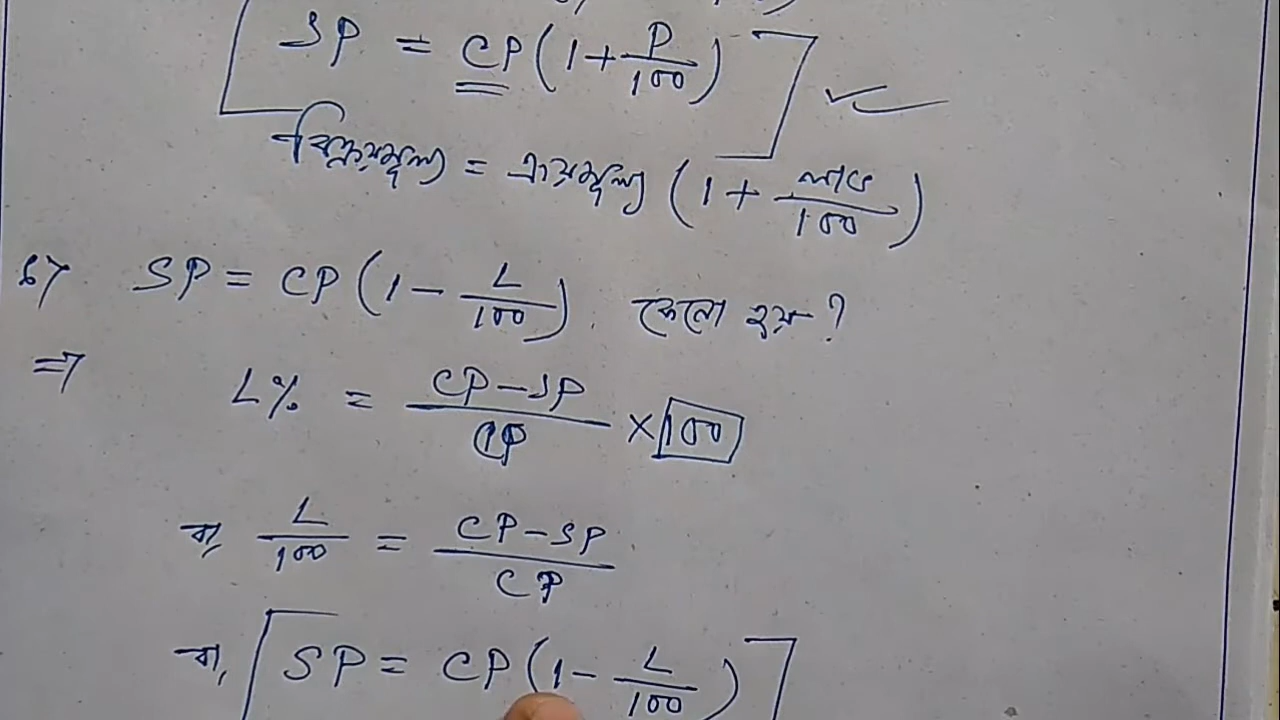 SP = CP(1+P/100)
বিক্রয়মূল্য = ক্রয়মূল্য (1 + লাভ/100)
৬> SP = CP(1 - L/100) কেনো হয়?
⇒
L% = (CP-SP)/CP × 100
বা, L/100 = (CP-SP)/CP
বা, SP = CP(1 - L/100)